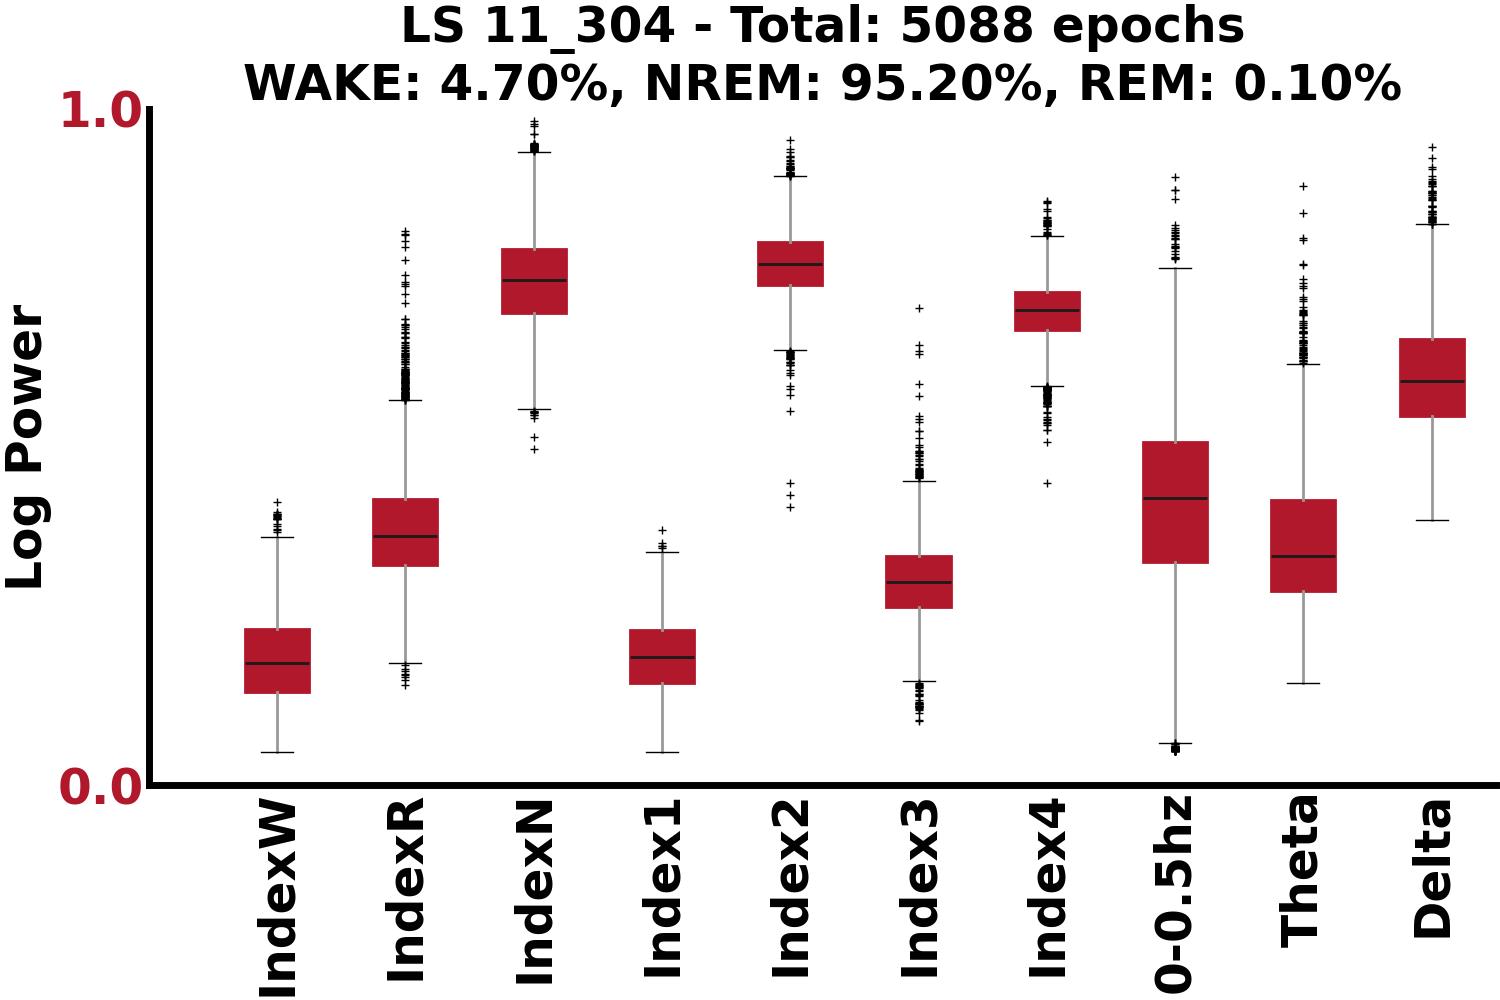 LS 11_304 - Total: 5088 epochs
WAKE: 4.70%, NREM: 95.20%, REM: 0.10%
1.0
Log Power
0.0
IndexW
IndexR
IndexN
Index1
Index2
Index3
Index4
0-0.5hz
Theta
Delta